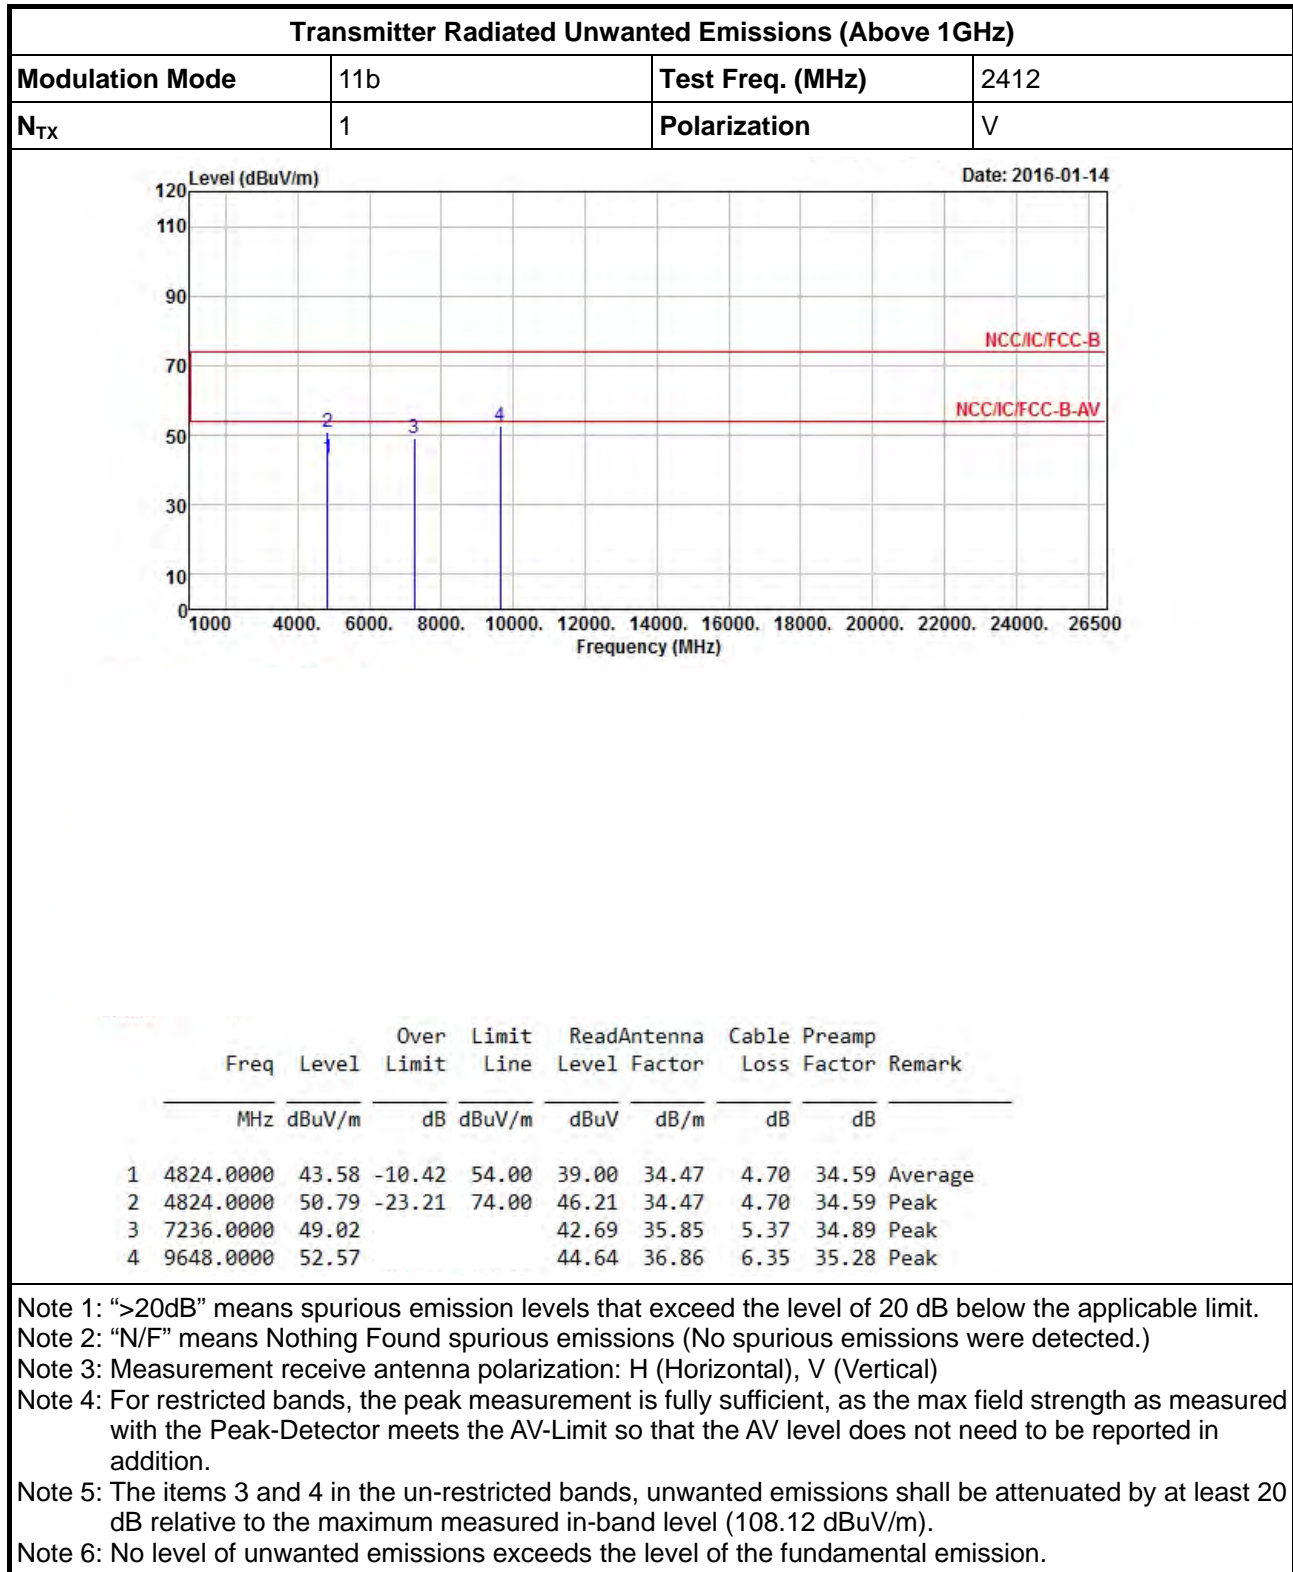 Transmitter Radiated Unwanted Emissions (Above 1GHz)
Modulation Mode 11b Test Freq. (MHz) 2412
NTX 1 Polarization V
Level (dBuV/m) Date: 2016-01-14
120
110
90
NCC/IC/FCC-B
70
NCC/IC/FCC-B-AV
2 3 4
50
1
30
10
0
1000 4000. 6000. 8000. 10000. 12000. 14000. 16000. 18000. 20000. 22000. 24000. 26500
Frequency (MHz)
Over Limit ReadAntenna Cable Preamp
Freq Level Limit Line Level Factor Loss Factor Remark
MHz dBuV/m dB dBuV/m dBuV dB/m dB dB
1 4824.0000 43.58 -10.42 54.00 39.00 34.47 4.70 34.59 Average
2 4824.0000 50.79 -23.21 74.00 46.21 34.47 4.70 34.59 Peak
3 7236.0000 49.02 42.69 35.85 5.37 34.89 Peak
4 9648.0000 52.57 44.64 36.86 6.35 35.28 Peak
Note 1: “>20dB” means spurious emission levels that exceed the level of 20 dB below the applicable limit.
Note 2: “N/F” means Nothing Found spurious emissions (No spurious emissions were detected.)
Note 3: Measurement receive antenna polarization: H (Horizontal), V (Vertical)
Note 4: For restricted bands, the peak measurement is fully sufficient, as the max field strength as measured
with the Peak-Detector meets the AV-Limit so that the AV level does not need to be reported in
addition.
Note 5: The items 3 and 4 in the un-restricted bands, unwanted emissions shall be attenuated by at least 20
dB relative to the maximum measured in-band level (108.12 dBuV/m).
Note 6: No level of unwanted emissions exceeds the level of the fundamental emission.